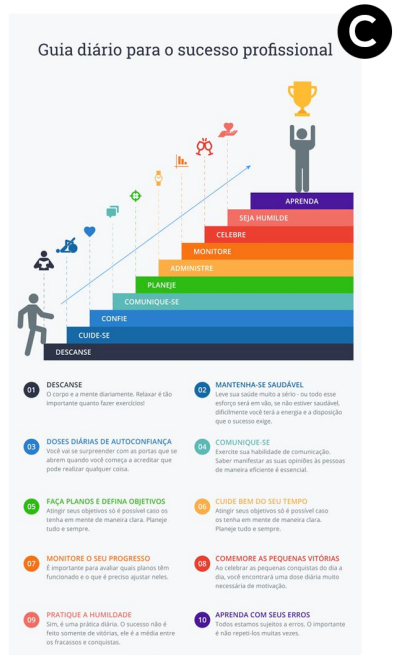 C
Guia diário para o sucesso profissional
APRENDA
SEJA HUMILDE
CELEBRE
MONITORE
ADMINISTRE
PLANEJE
COMUNIQUE-SE
CONFIE
CUIDE-SE
DESCANSE
01
DESCANSE
O corpo e a mente diariamente. Relaxar é tão
importante quanto fazer exercícios!
02
MANTENHA-SE SAUDÁVEL
Leve sua saúde muito a sério - ou todo esse
esforço será em vão, se não estiver saudável,
dificilmente você terá a energia e a disposição
que o sucesso exige.
03
DOSES DIÁRIAS DE AUTOCONFIANÇA
Você vai se surpreender com as portas que se
abrem quando você começa a acreditar que
pode realizar qualquer coisa.
04
COMUNIQUE-SE
Exercite sua habilidade de comunicação.
Saber manifestar as suas opiniões às pessoas
de maneira eficiente é essencial.
05
FAÇA PLANOS E DEFINA OBJETIVOS
Atingir seus objetivos só é possível caso os
tenha em mente de maneira clara. Planeje
tudo e sempre.
06
CUIDE BEM DO SEU TEMPO
Atingir seus objetivos só é possível caso
os tenha em mente de maneira clara.
Planeje tudo e sempre.
07
MONITORE O SEU PROGRESSO
É importante para avaliar quais planos têm
funcionado e o que é preciso ajustar neles.
08
COMEMORE AS PEQUENAS VITÓRIAS
Ao celebrar as pequenas conquistas do dia a
dia, você encontrará uma dose diária muito
necessária de motivação.
09
PRATIQUE A HUMILDADE
Sim, é uma prática diária. O sucesso não é
feito somente de vitórias, ele é a média entre
os fracassos e conquistas.
10
APRENDA COM SEUS ERROS
Todos estamos sujeitos a erros. O importante
é não repeti-los muitas vezes.